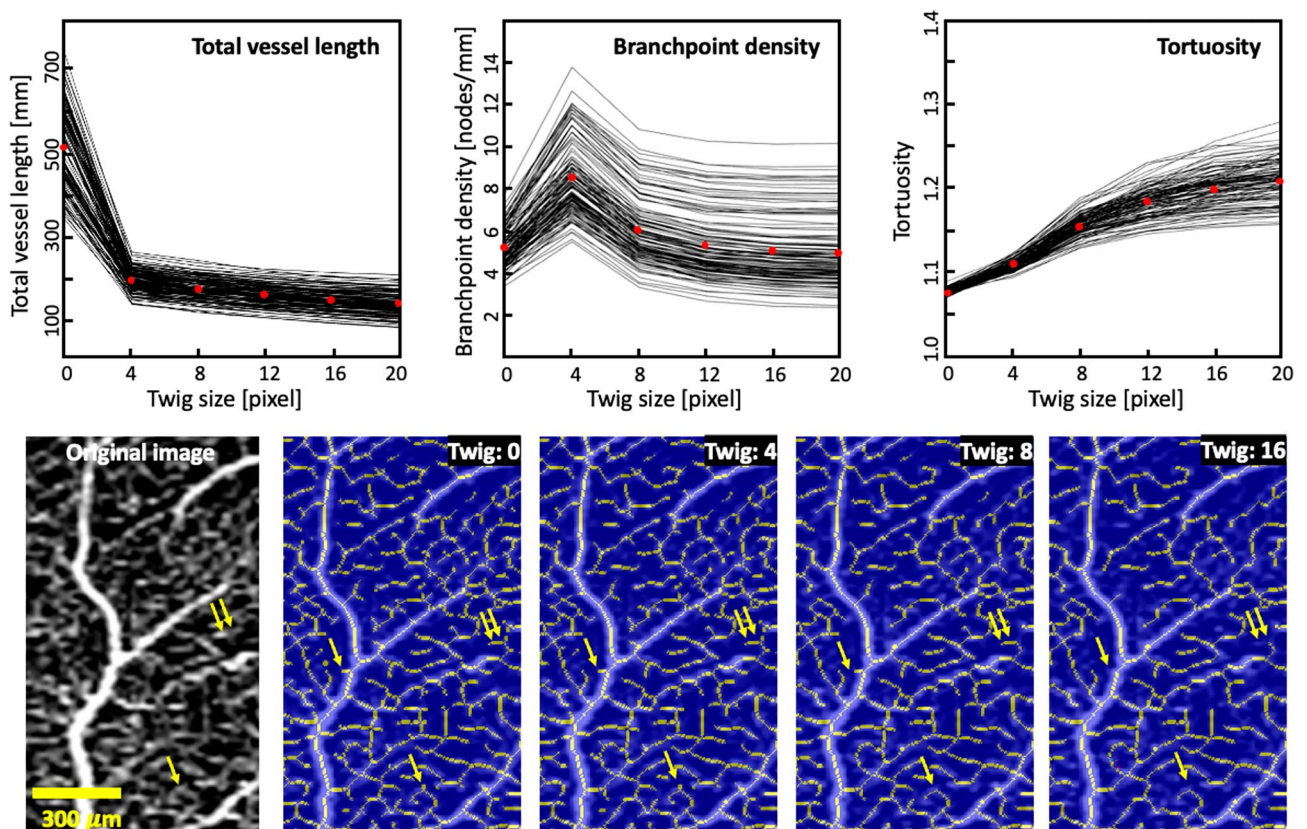 Total vessel length
Total vessel length [mm]
700
500
300
100
0 4 8 12 16 20
Twig size [pixel]
Branchpoint density
Branchpoint density [nodes/mm]
14
12
10
8
6
4
2
0 4 8 12 16 20
Twig size [pixel]
Tortuosity
Tortuosity
1.4
1.3
1.2
1.1
1.0
0 4 8 12 16 20
Twig size [pixel]
Original image
300 μm
Twig: 0
Twig: 4
Twig: 8
Twig: 16